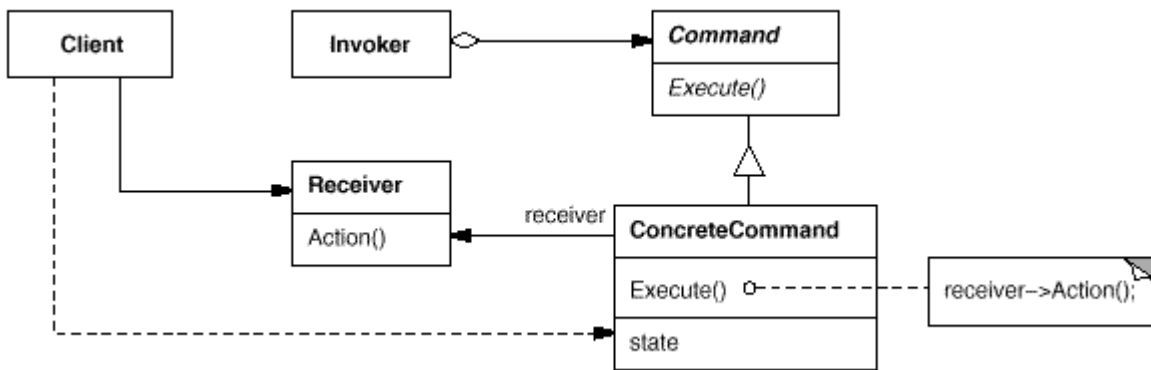 Client
Invoker
Command
Execute()
Receiver
Action()
receiver
ConcreteCommand
Execute()
receiver->Action();
state